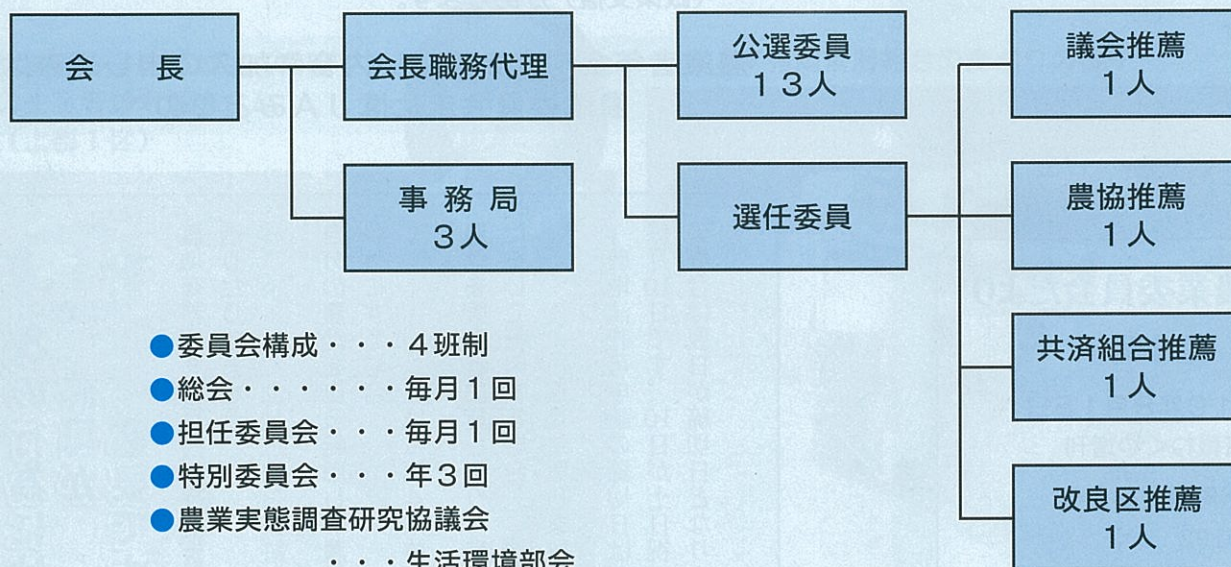 会　長
会長職務代理
公選委員
１３人
議会推薦
１人
事 務 局
３人
選任委員
農協推薦
１人
共済組合推薦
１人
改良区推薦
１人
●委員会構成・・・４班制
●総会・・・・・・毎月１回
●担任委員会・・・毎月１回
●特別委員会・・・年３回
●農業実態調査研究協議会
・・・生活環境部会